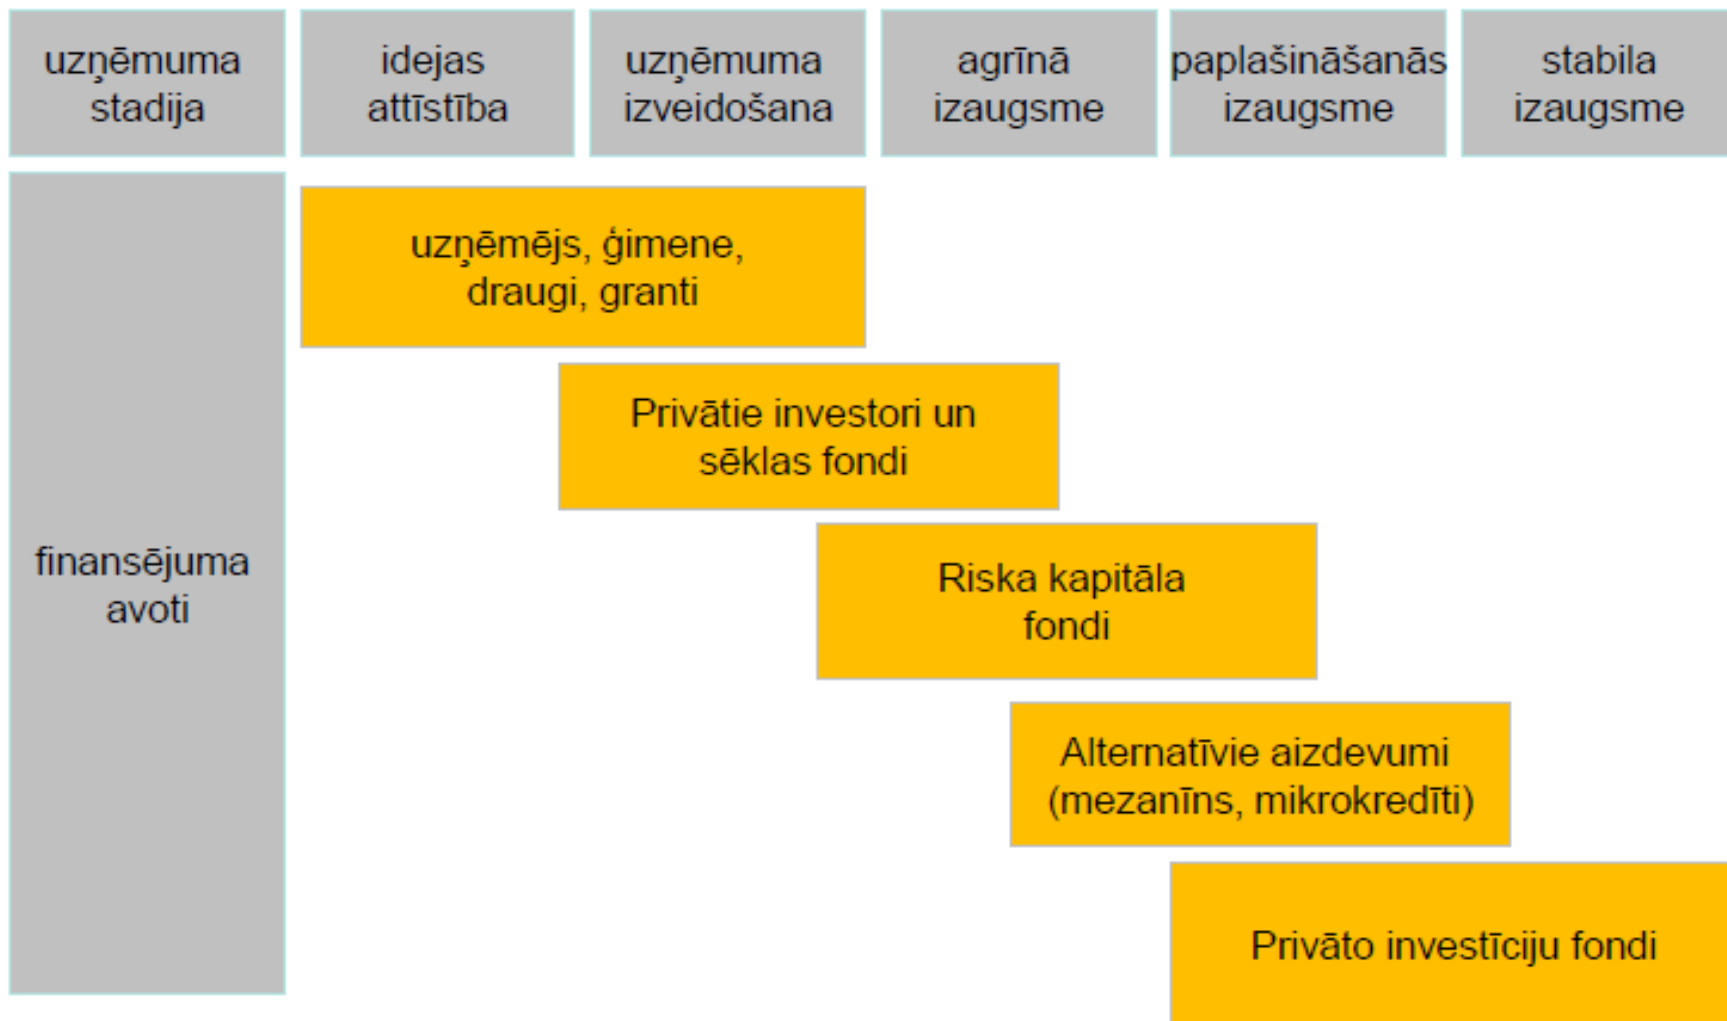 uzņēmuma
stadija
idejas
attīstība
uzņēmuma
izveidošana
agrīnā
izaugsme
paplašināšanās
izaugsme
stabila
izaugsme
finansējuma
avoti
uzņēmējs, ģimene,
draugi, granti
Privātie investori un
sēklas fondi
Riska kapitāla
fondi
Alternatīvie aizdevumi
(mezanīns, mikrokredīti)
Privāto investīciju fondi